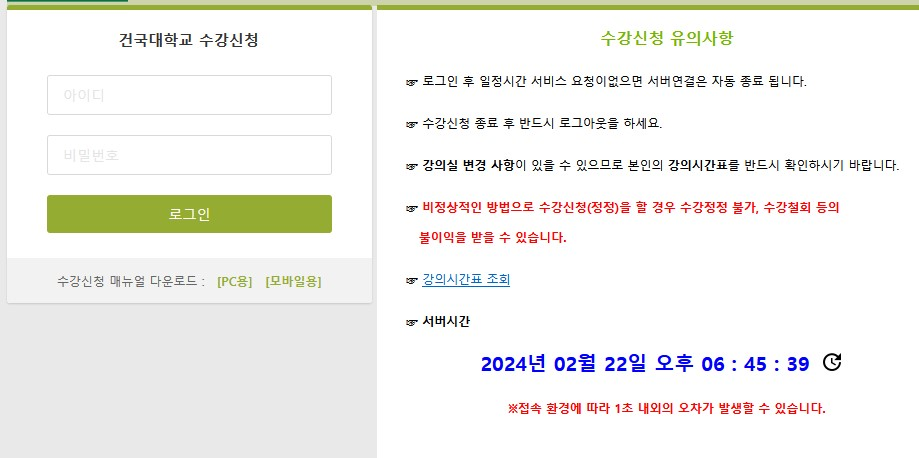 건국대학교 수강신청
아이디
비밀번호
로그인
수강신청 매뉴얼 다운로드 : [PC용] [모바일용]
수강신청 유의사항
☞ 로그인 후 일정시간 서비스 요청이없으면 서버연결은 자동 종료 됩니다.
☞ 수강신청 종료 후 반드시 로그아웃을 하세요.
☞ 강의실 변경 사항이 있을 수 있으므로 본인의 강의시간표를 반드시 확인하시기 바랍니다.
☞ 비정상적인 방법으로 수강신청(정정)을 할 경우 수강정정 불가, 수강철회 등의
불이익을 받을 수 있습니다.
☞ 강의시간표 조회
☞ 서버시간
2024년 02월 22일 오후 06 : 45 : 39
※접속 환경에 따라 1초 내외의 오차가 발생할 수 있습니다.